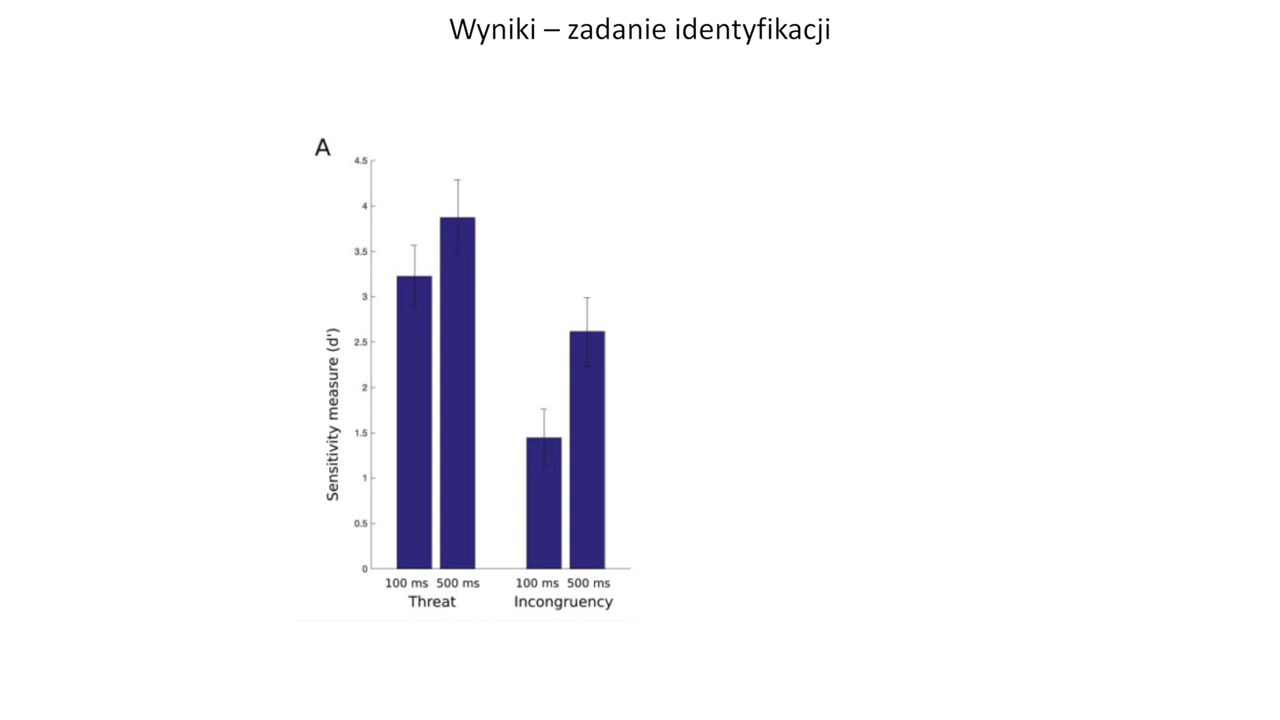 Wyniki – zadanie identyfikacji
A
Sensitivity measure (d')
4.5
4
3.5
3
2.5
2
1.5
1
0.5
0
100 ms 500 ms 100 ms 500 ms
Threat Incongruency